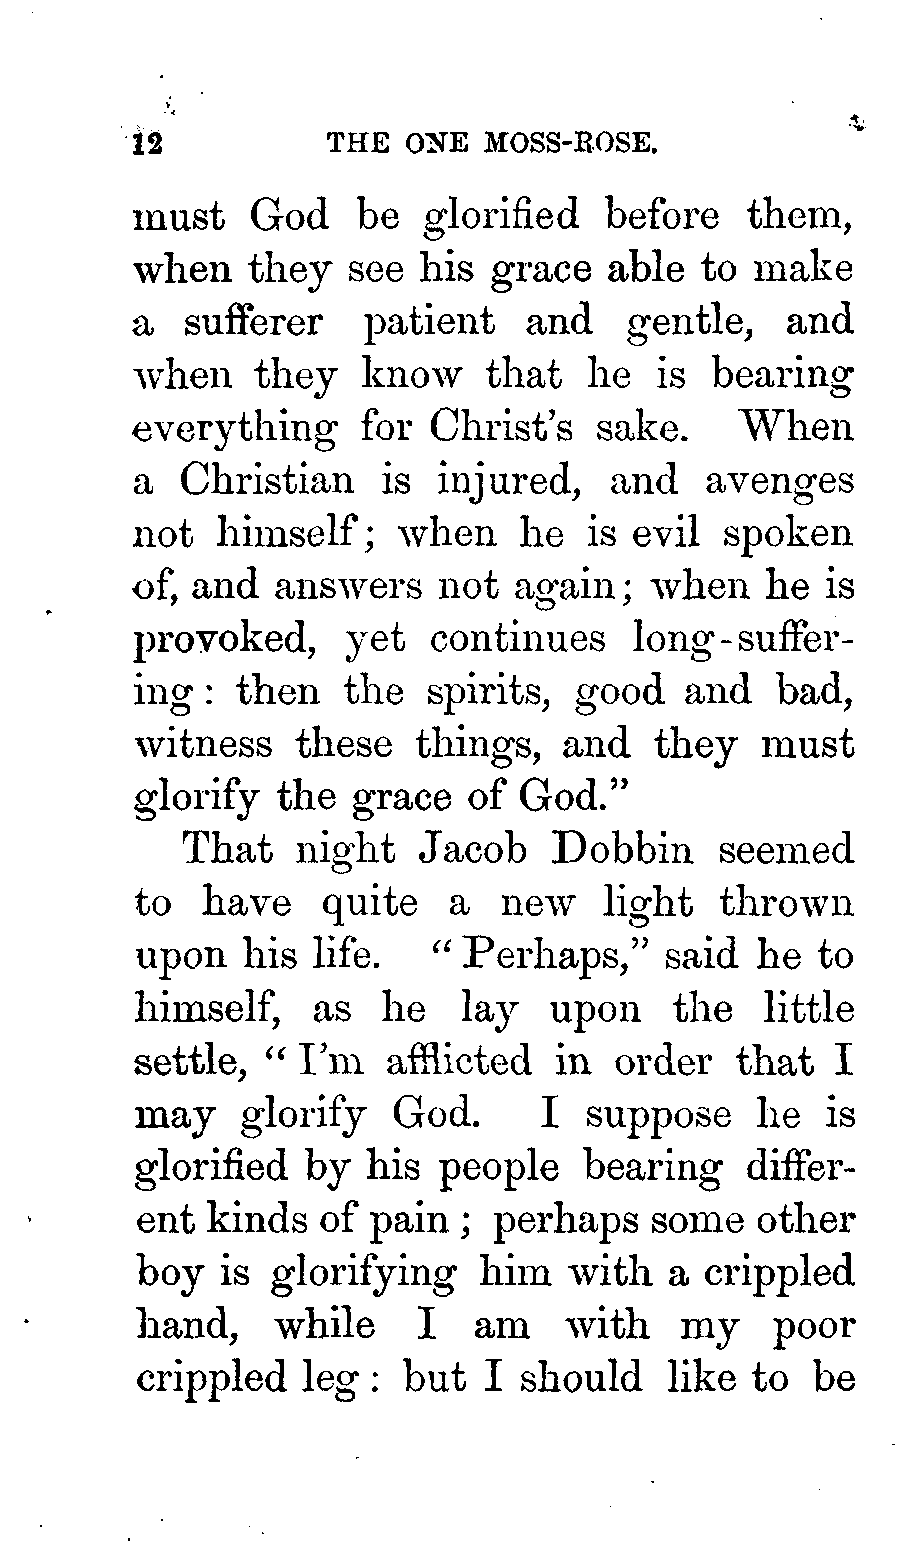 12 THE ONE MOSS-ROSE.
must God be glorified before them,
when they see his grace able to make
a sufferer patient and gentle, and
when they know that he is bearing
everything for Christ's sake. When
a Christian is injured, and avenges
not himself; when he is evil spoken
of, and answers not again; when he is
provoked, yet continues long-suffer-
ing: then the spirits, good and bad,
witness these things, and they must
glorify the grace of God."
That night Jacob Dobbin seemed
to have quite a new light thrown
upon his life. "Perhaps," said he to
himself, as he lay upon the little
settle, "I'm afflicted in order that I
may glorify God. I suppose he is
glorified by his people bearing differ-
ent kinds of pain; perhaps some other
boy is glorifying him with a crippled
hand, while I am with my poor
crippled leg: but I should like to be